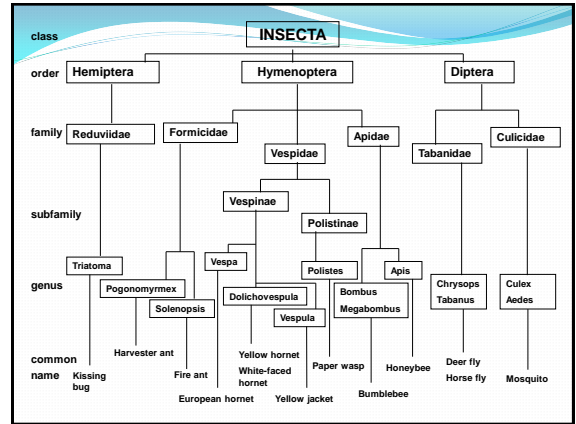 class
INSECTA
order
Hemiptera
Hymenoptera
Diptera
family
Reduviidae
Formicidae
Vespidae
Apidae
Tabanidae
Culicidae
subfamily
Vespinae
Polistinae
genus
Triatoma
Pogonomyrmex
Solenopsis
Vespa
Dolichovespula
Vespula
Polistes
Bombus
Megabombus
Apis
Chrysops
Tabanus
Culex
Aedes
common
name
Kissing
bug
Harvester ant
Fire ant
European hornet
Yellow hornet
White-faced
hornet
Yellow jacket
Paper wasp
Bumblebee
Honeybee
Deer fly
Horse fly
Mosquito